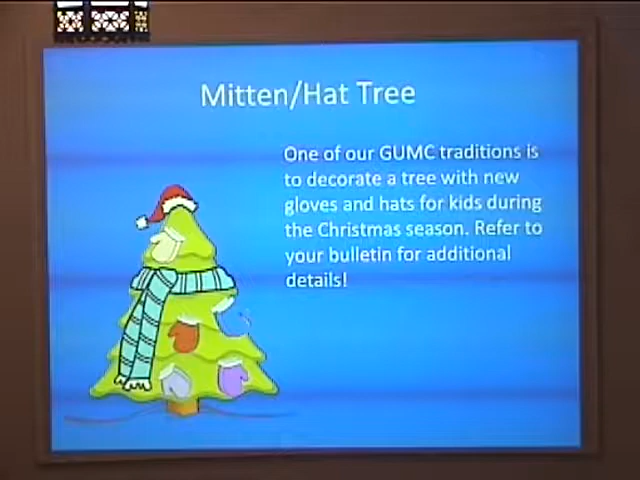 Mitten/Hat Tree
One of our GUMC traditions is
to decorate a tree with new
gloves and hats for kids during
the Christmas season. Refer to
your bulletin for additional
details!